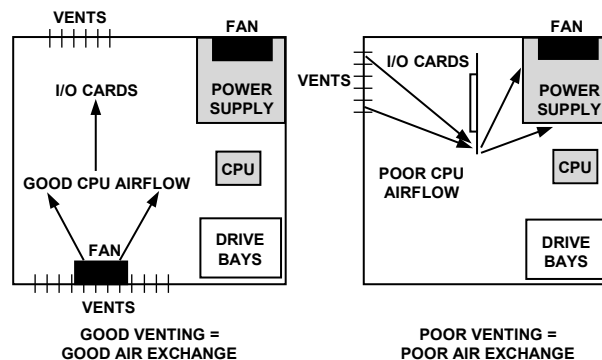 VENTS
FAN
I/O CARDS
POWER
SUPPLY
CPU
GOOD CPU AIRFLOW
FAN
DRIVE
BAYS
VENTS
GOOD VENTING =
GOOD AIR EXCHANGE
FAN
VENTS
I/O CARDS
POWER
SUPPLY
CPU
POOR CPU
AIRFLOW
DRIVE
BAYS
POOR VENTING =
POOR AIR EXCHANGE